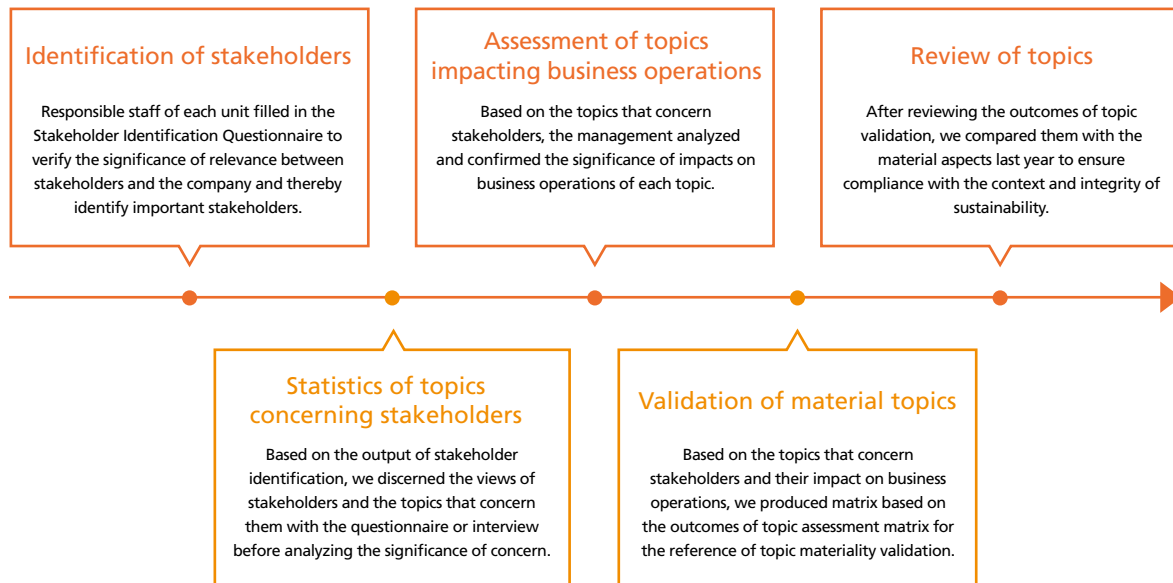 Identification of stakeholders
Responsible staff of each unit filled in the
Stakeholder Identification Questionnaire to
verify the significance of relevance between
stakeholders and the company and thereby
identify important stakeholders.
Assessment of topics
impacting business operations
Based on the topics that concern
stakeholders, the management analyzed
and confirmed the significance of impacts on
business operations of each topic.
Review of topics
After reviewing the outcomes of topic
validation, we compared them with the
material aspects last year to ensure
compliance with the context and integrity of
sustainability.
Statistics of topics
concerning stakeholders
Based on the output of stakeholder
identification, we discerned the views of
stakeholders and the topics that concern
them with the questionnaire or interview
before analyzing the significance of concern.
Validation of material topics
Based on the topics that concern
stakeholders and their impact on business
operations, we produced matrix based on
the outcomes of topic assessment matrix for
the reference of topic materiality validation.